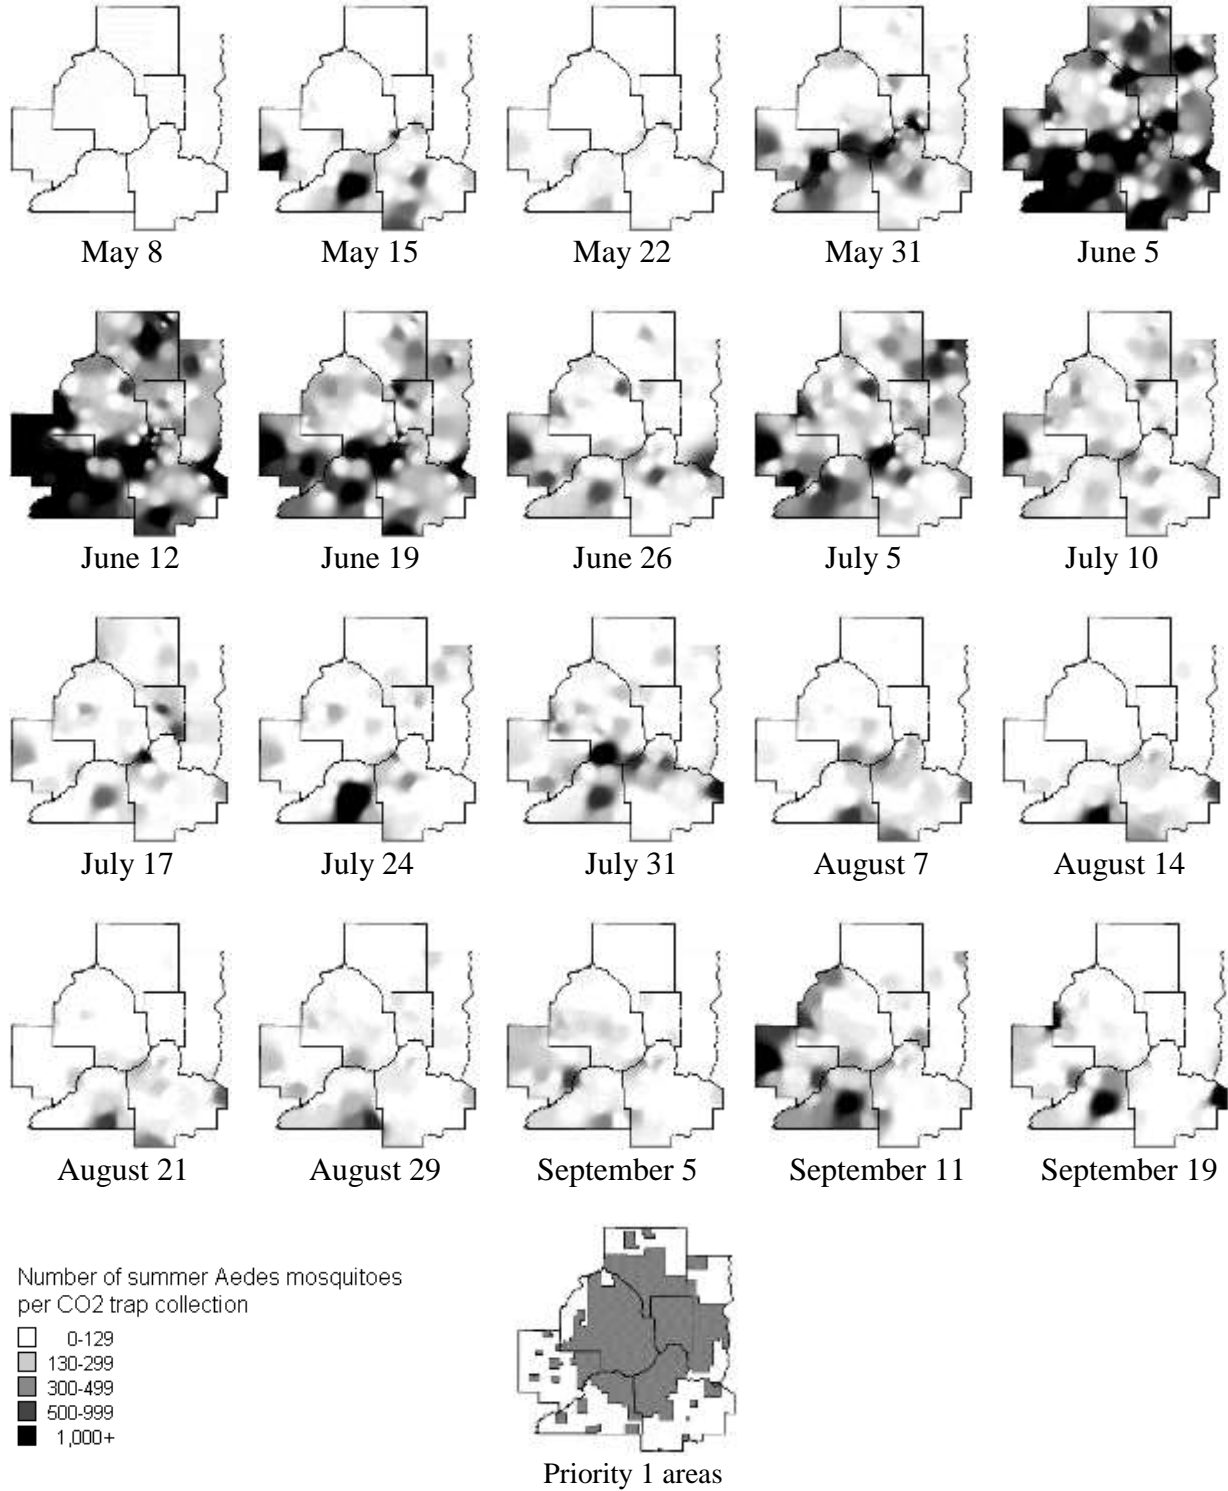 May 8
May 15
May 22
May 31
June 5
June 12
June 19
June 26
July 5
July 10
July 17
July 24
July 31
August 7
August 14
August 21
August 29
September 5
September 11
September 19
Number of summer Aedes mosquitoes
per CO2 trap collection
0-129
130-299
300-499
500-999
1,000+
Priority 1 areas